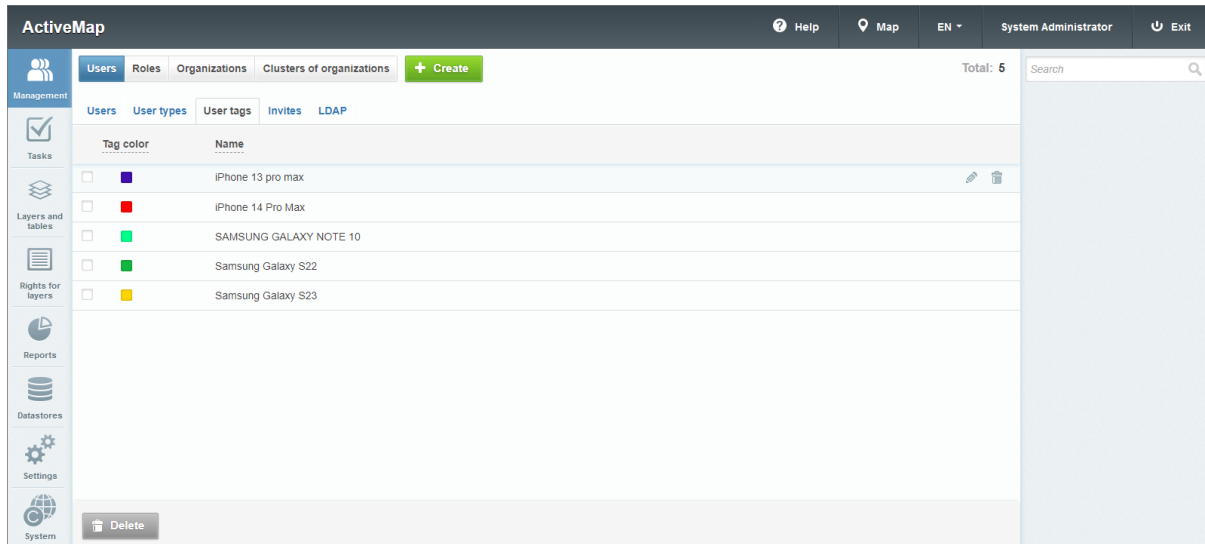 ActiveMap
Help
Map
EN
System Administrator
Exit
Management
Tasks
Layers and
tables
Rights for
layers
Reports
Datastores
Settings
System
Users Roles Organizations Clusters of organizations + Create
Total: 5
Search
Users User types User tags Invites LDAP
Tag color Name
iPhone 13 pro max
iPhone 14 Pro Max
SAMSUNG GALAXY NOTE 10
Samsung Galaxy S22
Samsung Galaxy S23
Delete